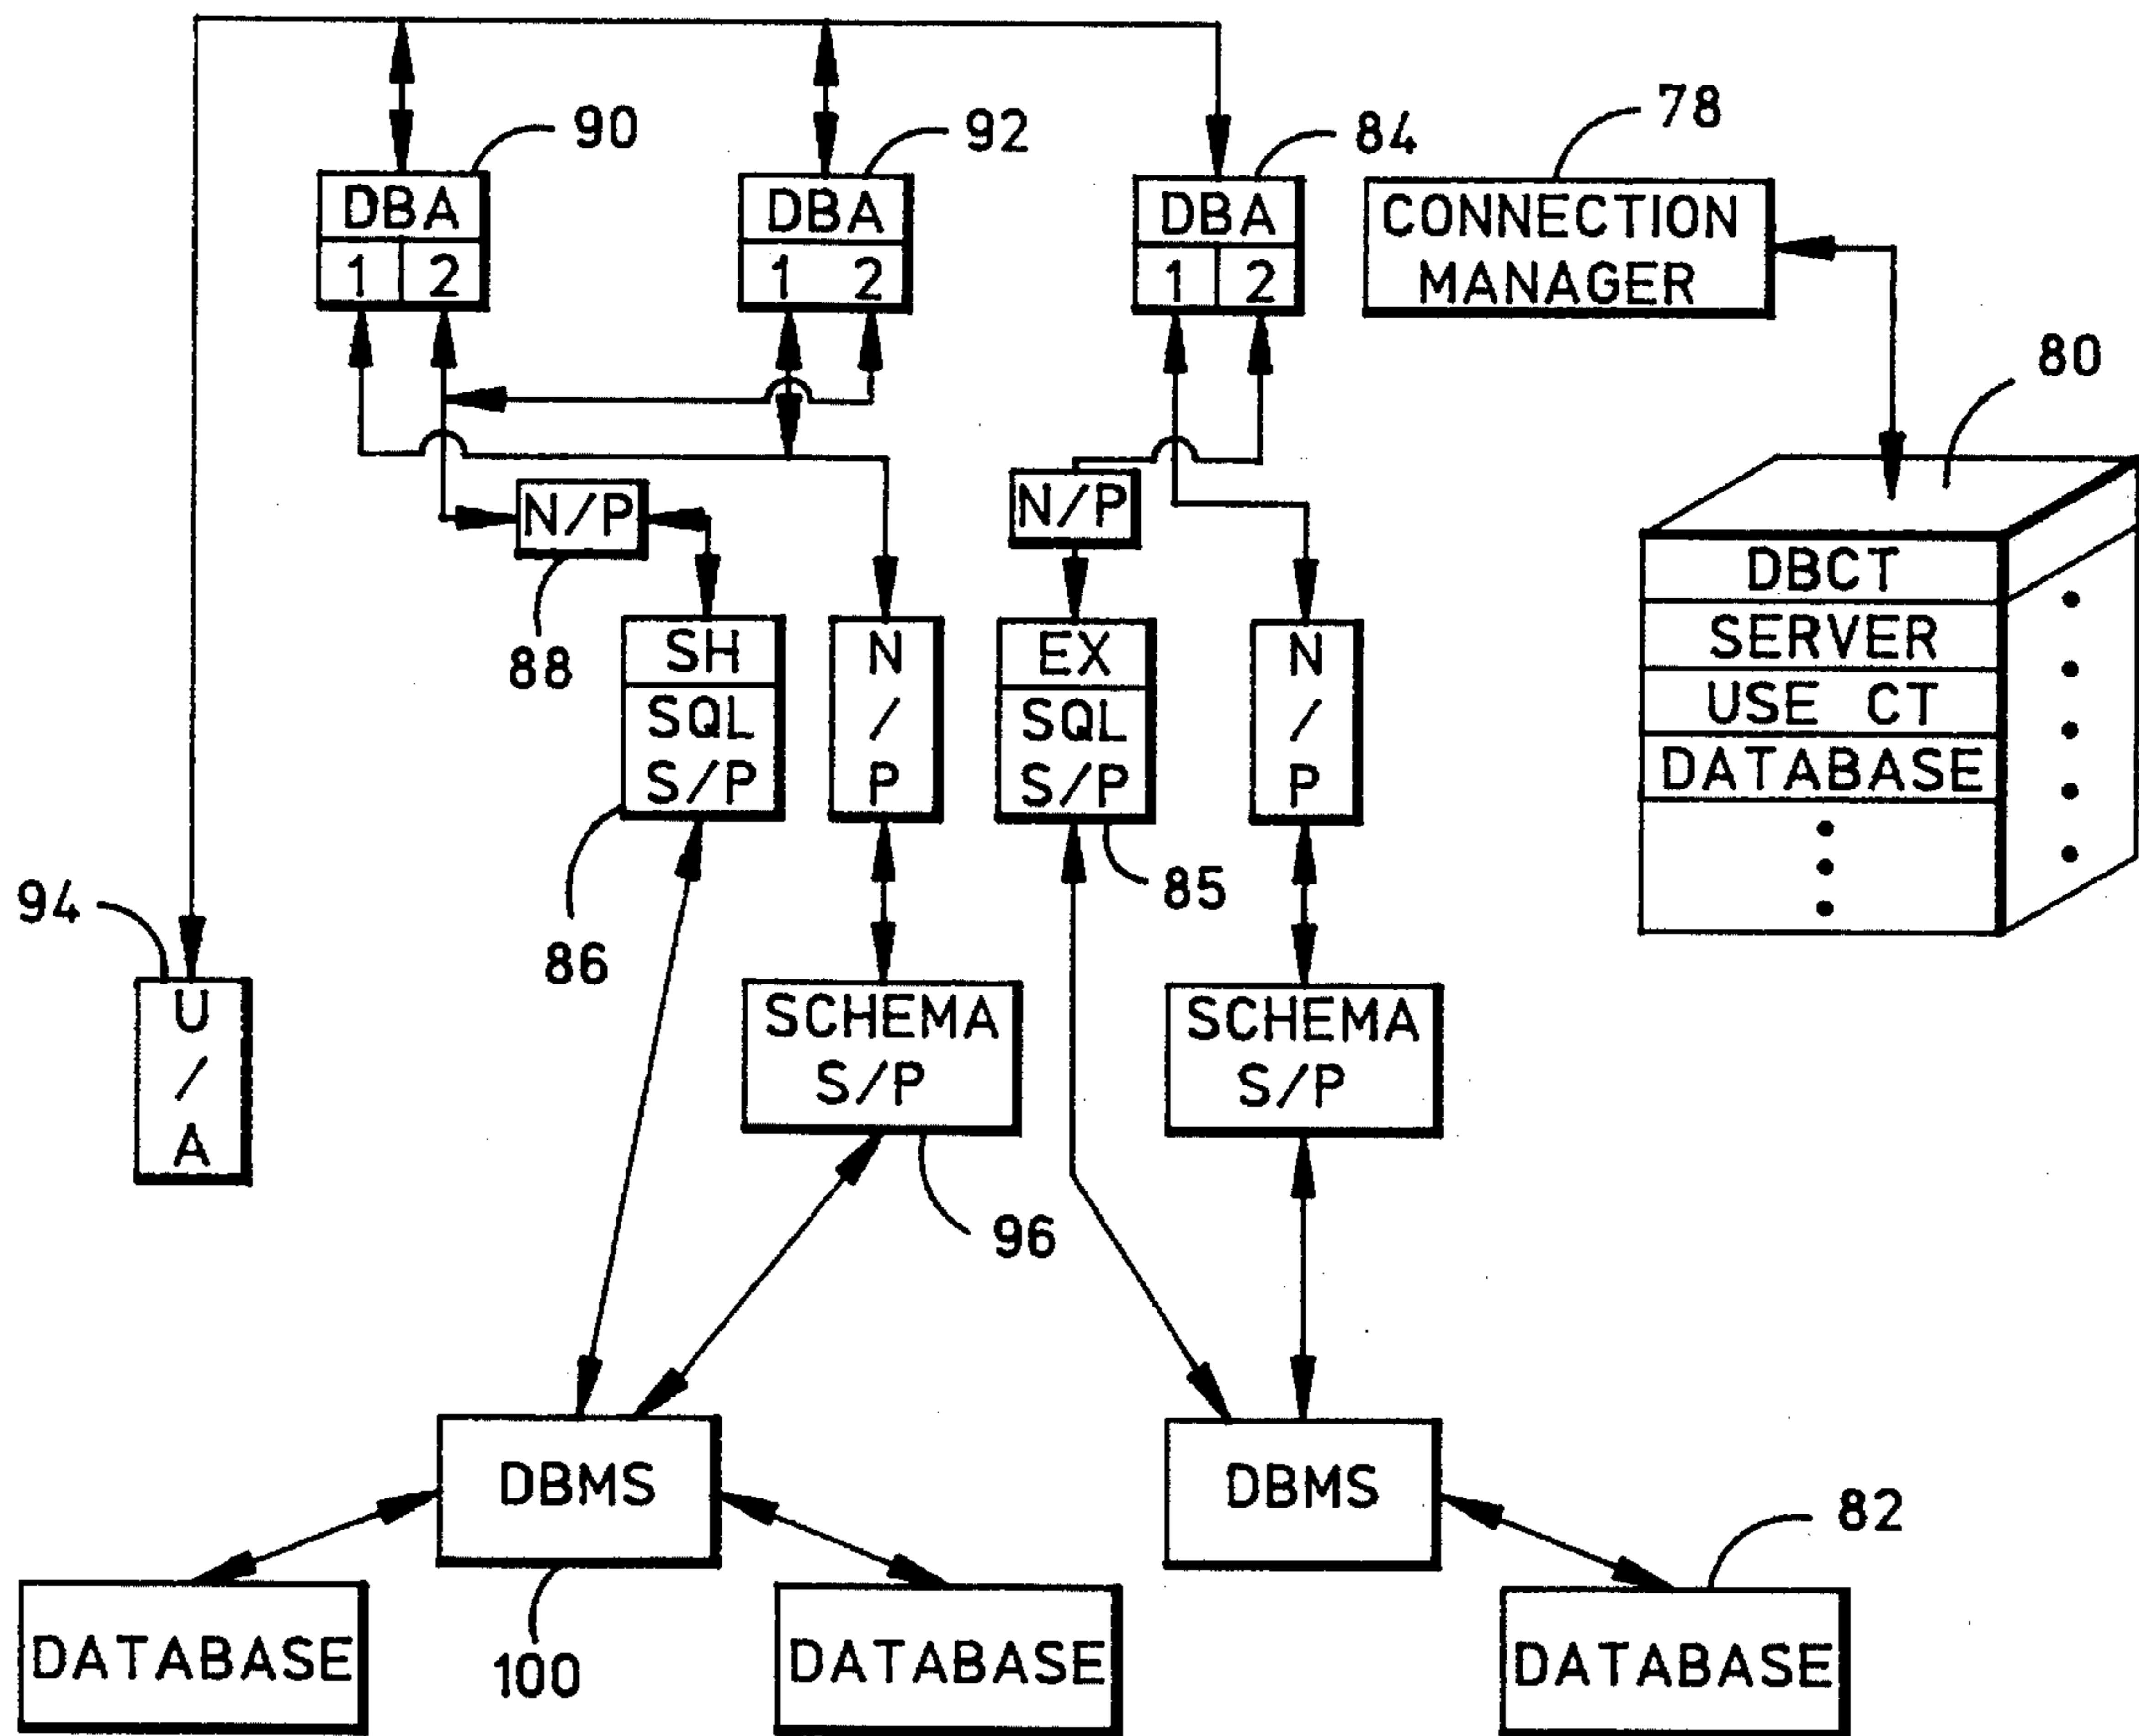 90
92
84
78
DBA
1 2
DBA
1 2
DBA
1 2
CONNECTION
MANAGER
80
N/P
88
N/P
SH
SQL
S/P
86
N
/
P
EX
SQL
S/P
85
N
/
P
DBCT
SERVER
USE CT
DATABASE
94
U
/
A
SCHEMA
S/P
96
SCHEMA
S/P
DBMS
100
DBMS
82
DATABASE
DATABASE
DATABASE